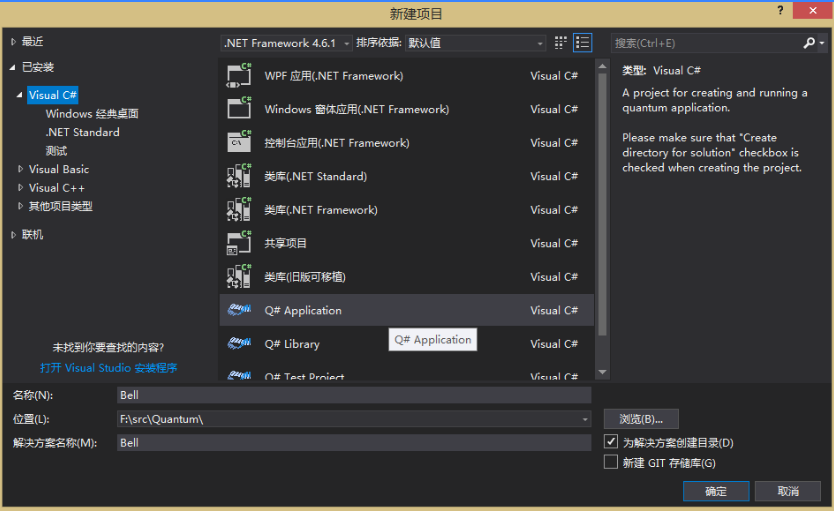 新建项目
?
最近
已安装
Visual C#
Windows 经典桌面
.NET Standard
测试
Visual Basic
Visual C++
其他项目类型
联机
未找到你要查找的内容?
打开 Visual Studio 安装程序
.NET Framework 4.6.1 排序依据: 默认值
WPF 应用(.NET Framework) Visual C#
Windows 窗体应用(.NET Framework) Visual C#
控制台应用(.NET Framework) Visual C#
类库(.NET Standard) Visual C#
类库(.NET Framework) Visual C#
共享项目 Visual C#
类库(旧版可移植) Visual C#
Q# Application Visual C#
Q# Application
Q# Library Visual C#
Q# Test Project Visual C#
搜索(Ctrl+E)
类型: Visual C#
A project for creating and running a
quantum application.
Please make sure that "Create
directory for solution" checkbox is
checked when creating the project.
名称(N): Bell
位置(L): F:\src\Quantum\ 浏览(B)...
解决方案名称(M): Bell
为解决方案创建目录(D)
新建 GIT 存储库(G)
确定 取消